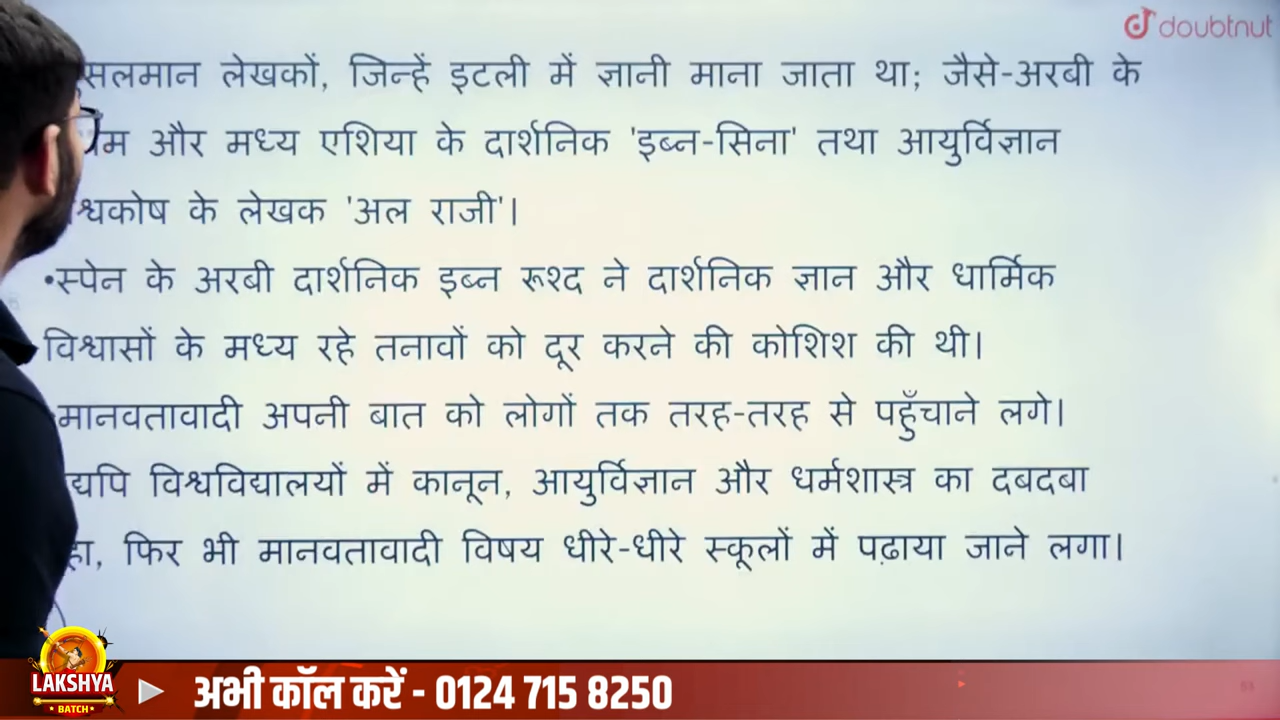 doubtnut
लेखकों, जिन्हें इटली में ज्ञानी माना जाता था; जैसे-अरबी के
और मध्य एशिया के दार्शनिक 'इब्न-सिना' तथा आयुर्विज्ञान
के लेखक 'अल राजी'।
•स्पेन के अरबी दार्शनिक इब्न रूश्द ने दार्शनिक ज्ञान और धार्मिक
विश्वासों के मध्य रहे तनावों को दूर करने की कोशिश की थी।
मानवतावादी अपनी बात को लोगों तक तरह-तरह से पहुँचाने लगे।
विश्वविद्यालयों में कानून, आयुर्विज्ञान और धर्मशास्त्र का दबदबा
फिर भी मानवतावादी विषय धीरे-धीरे स्कूलों में पढ़ाया जाने लगा।
LAKSHYA
BATCH
अभी कॉल करें - 0124 715 8250